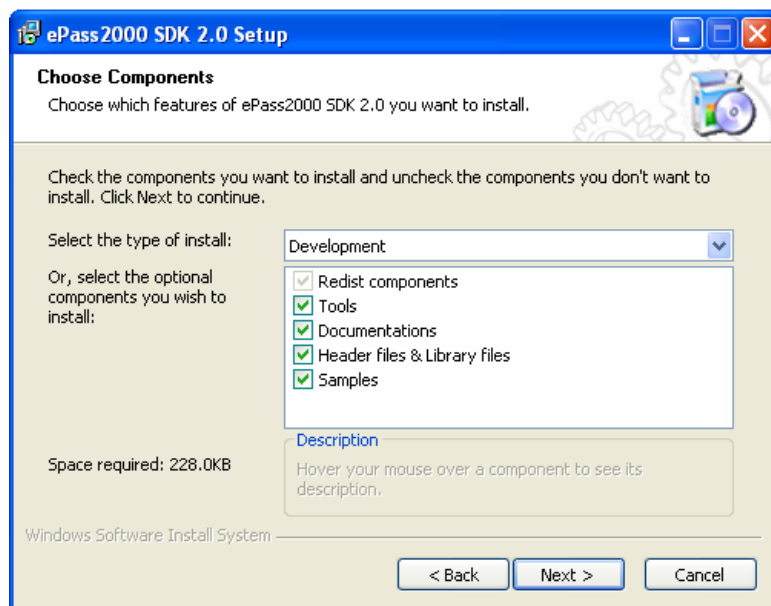 ePass2000 SDK 2.0 Setup
Choose Components
Choose which features of ePass2000 SDK 2.0 you want to install.
Check the components you want to install and uncheck the components you don't want to
install. Click Next to continue.
Select the type of install:
Development
Or, select the optional
components you wish to
install:
Redist components
Tools
Documentations
Header files & Library files
Samples
Space required: 228.0KB
Description
Hover your mouse over a component to see its
description.
Windows Software Install System
< Back
Next >
Cancel